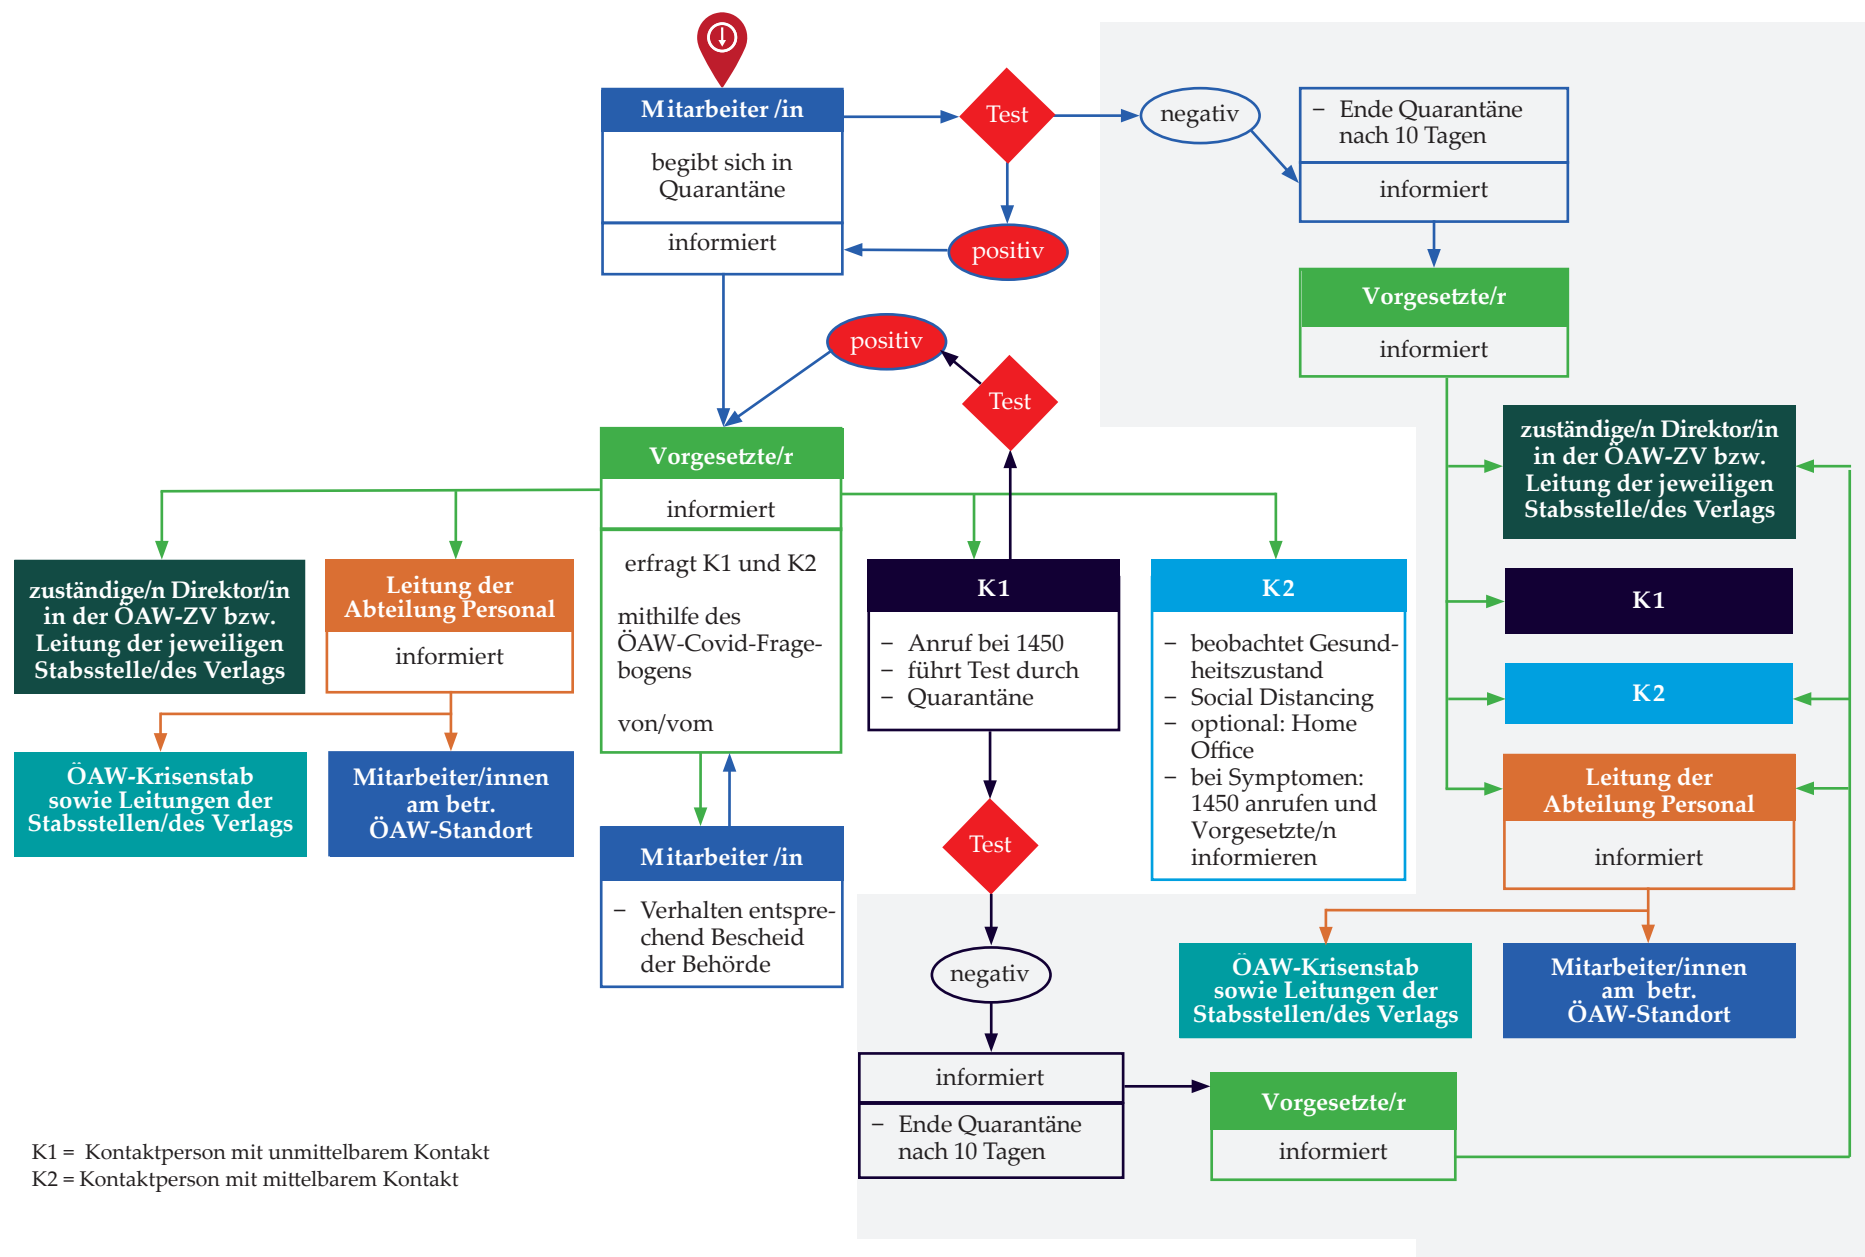 Mitarbeiter /in
begibt sich in
Quarantäne
informiert
Test
positiv
negativ
– Ende Quarantäne
nach 10 Tagen
informiert
Vorgesetzte/r
informiert
zuständige/n Direktor/in
in der ÖAW-ZV bzw.
Leitung der jeweiligen
Stabsstelle/des Verlags
K1
K2
Leitung der
Abteilung Personal
informiert
ÖAW-Krisenstab
sowie Leitungen der
Stabsstellen/des Verlags
Mitarbeiter/innen
am betr.
ÖAW-Standort
positiv
Test
Vorgesetzte/r
informiert
erfragt K1 und K2
mithilfe des
ÖAW-Covid-Frage-
bogens
von/vom
zuständige/n Direktor/in
in der ÖAW-ZV bzw.
Leitung der jeweiligen
Stabsstelle/des Verlags
Leitung der
Abteilung Personal
informiert
ÖAW-Krisenstab
sowie Leitungen der
Stabsstellen/des Verlags
Mitarbeiter/innen
am betr.
ÖAW-Standort
Mitarbeiter /in
– Verhalten entspre-
chend Bescheid
der Behörde
K1
– Anruf bei 1450
– führt Test durch
– Quarantäne
K2
– beobachtet Gesund-
heitszustand
– Social Distancing
– optional: Home
Office
– bei Symptomen:
1450 anrufen und
Vorgesetzte/n
informieren
Test
negativ
informiert
– Ende Quarantäne
nach 10 Tagen
Vorgesetzte/r
informiert
K1 = Kontaktperson mit unmittelbarem Kontakt
K2 = Kontaktperson mit mittelbarem Kontakt